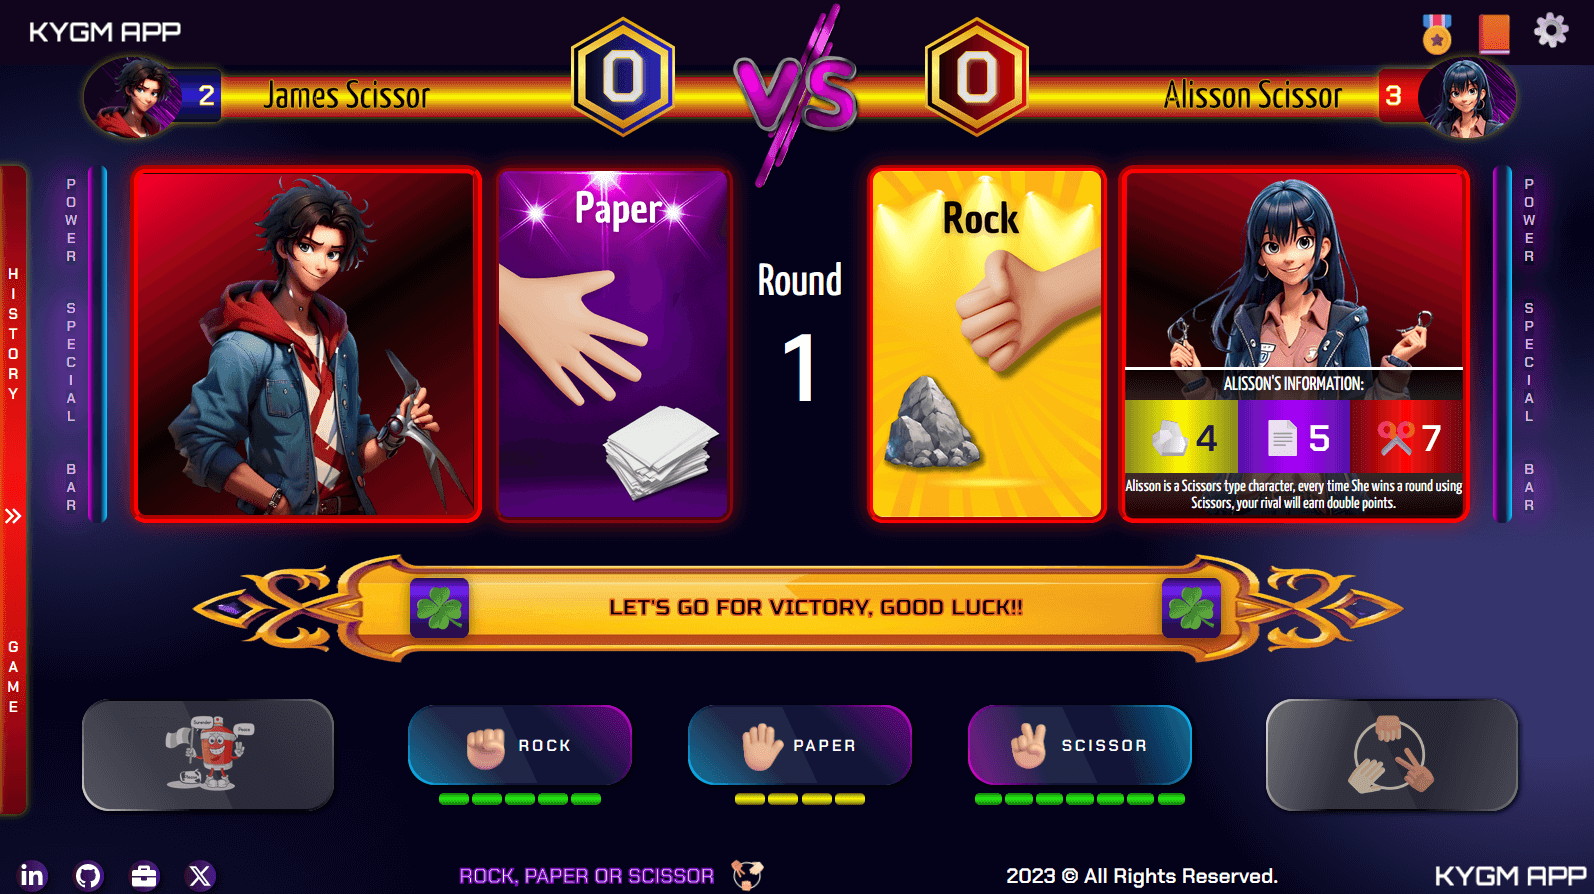 KYGM APP
2
James Scissor
0
VS
0
Alisson Scissor
3
HISTORY
GAME
POWER SPECIAL BAR
Paper
Round
1
Rock
ALISSON'S INFORMATION:
4
5
7
Alisson is a Scissors type character, every time She wins a round using
Scissors, your rival will earn double points.
POWER SPECIAL BAR
LET'S GO FOR VICTORY, GOOD LUCK!!
ROCK
PAPER
SCISSOR
in
X
ROCK, PAPER OR SCISSOR
2023 © All Rights Reserved.
KYGM APP